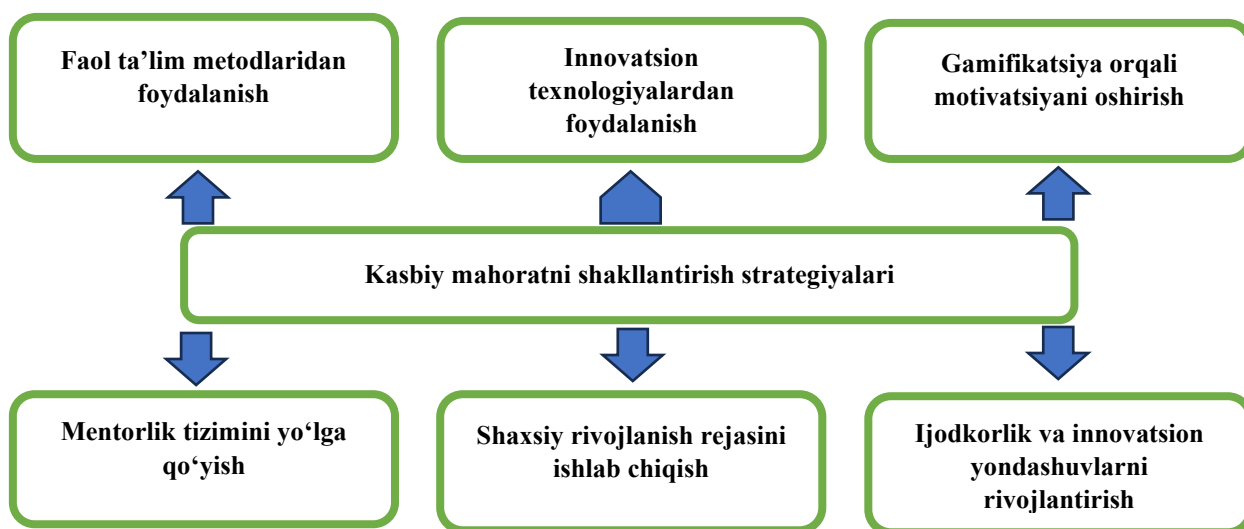 Faol ta’lim metodlaridan
foydalanish
Innovatsion
texnologiyalardan
foydalanish
Gamifikatsiya orqali
motivatsiyani oshirish
Kasbiy mahoratni shakllantirish strategiyalari
Mentorlik tizimini yo‘lga
qo‘yish
Shaxsiy rivojlanish rejasini
ishlab chiqish
Ijodkorlik va innovatsion
yondashuvlarni
rivojlantirish